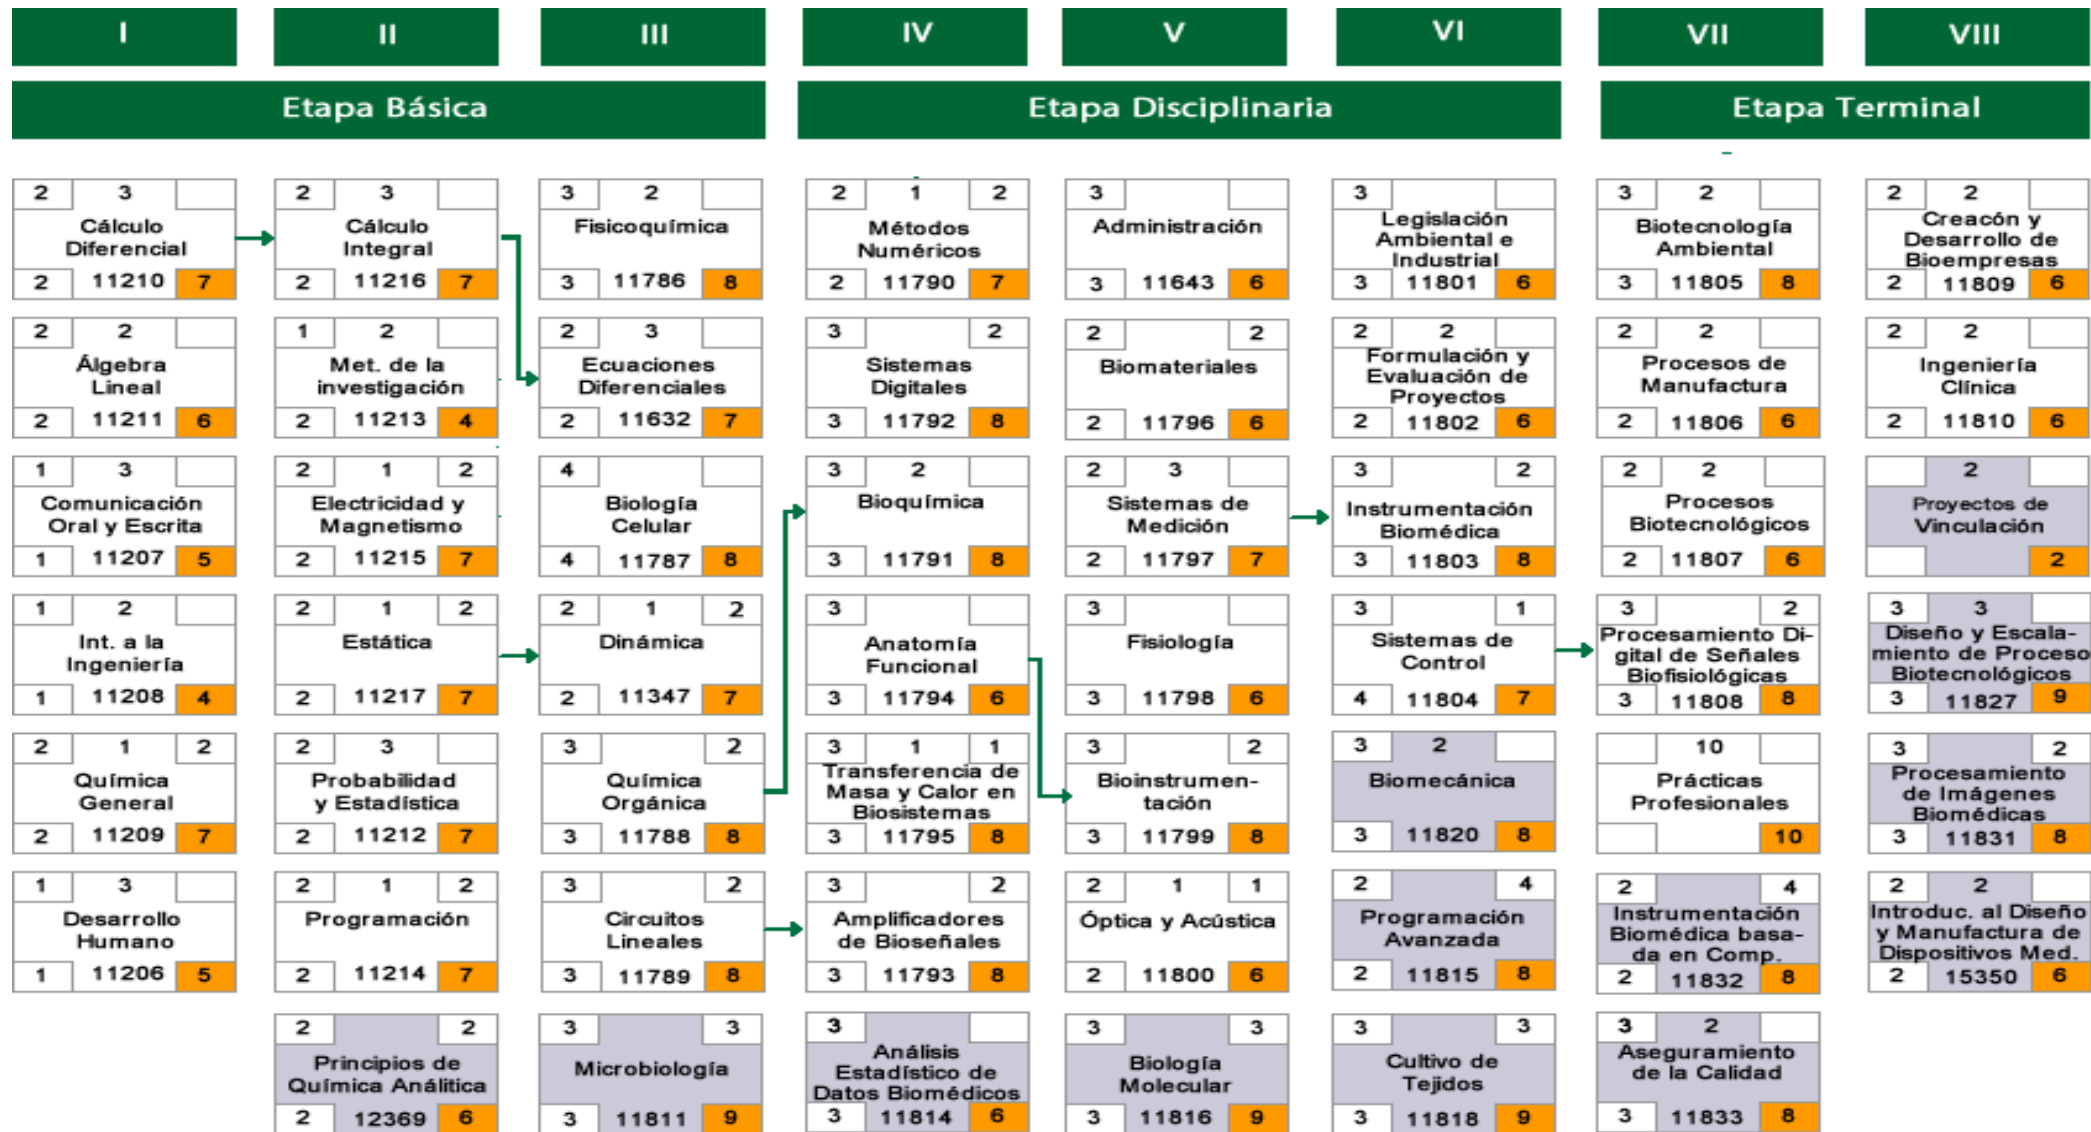 I
II
III
IV
V
VI
VII
VIII
Etapa Básica
Etapa Disciplinaria
Etapa Terminal
2 3
Cálculo
Diferencial
2 11210 7
2 3
Cálculo
Integral
2 11216 7
3 2
Fisicoquímica
3 11786 8
2 1 2
Métodos
Numéricos
2 11790 7
3
Administración
3 11643 6
3
Legislación
Ambiental e
Industrial
3 11801 6
3 2
Biotecnología
Ambiental
3 11805 8
2 2
Creacón y
Desarrollo de
Bioempresas
2 11809 6
2 2
Álgebra
Lineal
2 11211 6
1 2
Met. de la
investigación
2 11213 4
2 3
Ecuaciones
Diferenciales
2 11632 7
3 2
Sistemas
Digitales
3 11792 8
2 2
Biomateriales
2 11796 6
2 2
Formulación y
Evaluación de
Proyectos
2 11802 6
2 2
Procesos de
Manufactura
2 11806 6
2 2
Ingeniería
Clínica
2 11810 6
1 3
Comunicación
Oral y Escrita
1 11207 5
2 1 2
Electricidad y
Magnetismo
2 11215 7
4
Biología
Celular
4 11787 8
3 2
Bioquímica
3 11791 8
2 3
Sistemas de
Medición
2 11797 7
3 2
Instrumentación
Biomédica
3 11803 8
2 2
Procesos
Biotecnológicos
2 11807 6
2
Proyectos de
Vinculación
2
1 2
Int. a la
Ingeniería
1 11208 4
2 1 2
Estática
2 11217 7
2 1 2
Dinámica
2 11347 7
3
Anatomía
Funcional
3 11794 6
3
Fisiología
3 11798 6
3 1
Sistemas de
Control
4 11804 7
3 2
Procesamiento Di-
gital de Señales
Biofisiológicas
3 11808 8
3 3
Diseño y Escala-
miento de Proceso
Biotecnológicos
3 11827 9
2 1 2
Química
General
2 11209 7
2 3
Probabilidad
y Estadística
2 11212 7
3 2
Química
Orgánica
3 11788 8
3 1 1
Transferencia de
Masa y Calor en
Biosistemas
3 11795 8
3 2
Bioinstrumen-
tación
3 11799 8
3 2
Biomecánica
3 11820 8
10
Prácticas
Profesionales
10
3 2
Procesamiento
de Imágenes
Biomédicas
3 11831 8
1 3
Desarrollo
Humano
1 11206 5
2 1 2
Programación
2 11214 7
3 2
Circuitos
Lineales
3 11789 8
3 2
Amplificadores
de Bioseñales
3 11793 8
2 1 1
Óptica y Acústica
2 11800 6
2 4
Programación
Avanzada
2 11815 8
2 4
Instrumentación
Biomédica basa-
da en Comp.
2 11832 8
2 2
Introduc. al Diseño
y Manufactura de
Dispositivos Med.
2 15350 6
2 2
Principios de
Química Análitica
2 12369 6
3 3
Microbiología
3 11811 9
3
Análisis
Estadístico de
Datos Biomédicos
3 11814 6
3 3
Biología
Molecular
3 11816 9
3 3
Cultivo de
Tejidos
3 11818 9
3 2
Aseguramiento
de la Calidad
3 11833 8